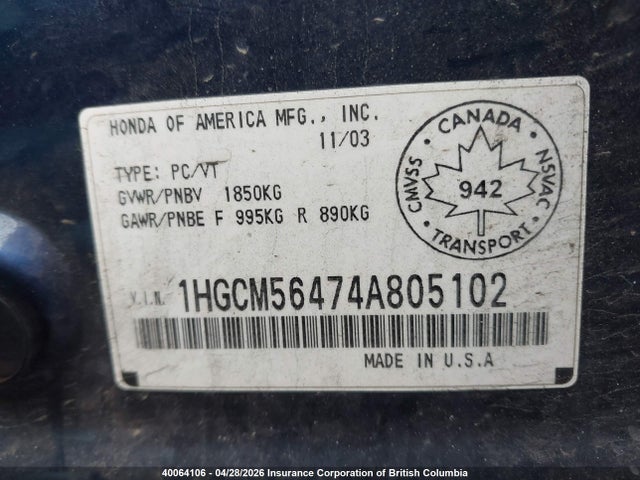 HONDA OF AMERICA MFG., INC.
11/03
TYPE: PC/VT
GVWR/PNBV 1850KG
GAWR/PNBE F 995KG R 890KG
CANADA
CMVSS
NSVAC
942
TRANSPORT
V.I.N. 1HGCM56474A805102
MADE IN U.S.A
40064106 - 04/28/2026 Insurance Corporation of British Columbia